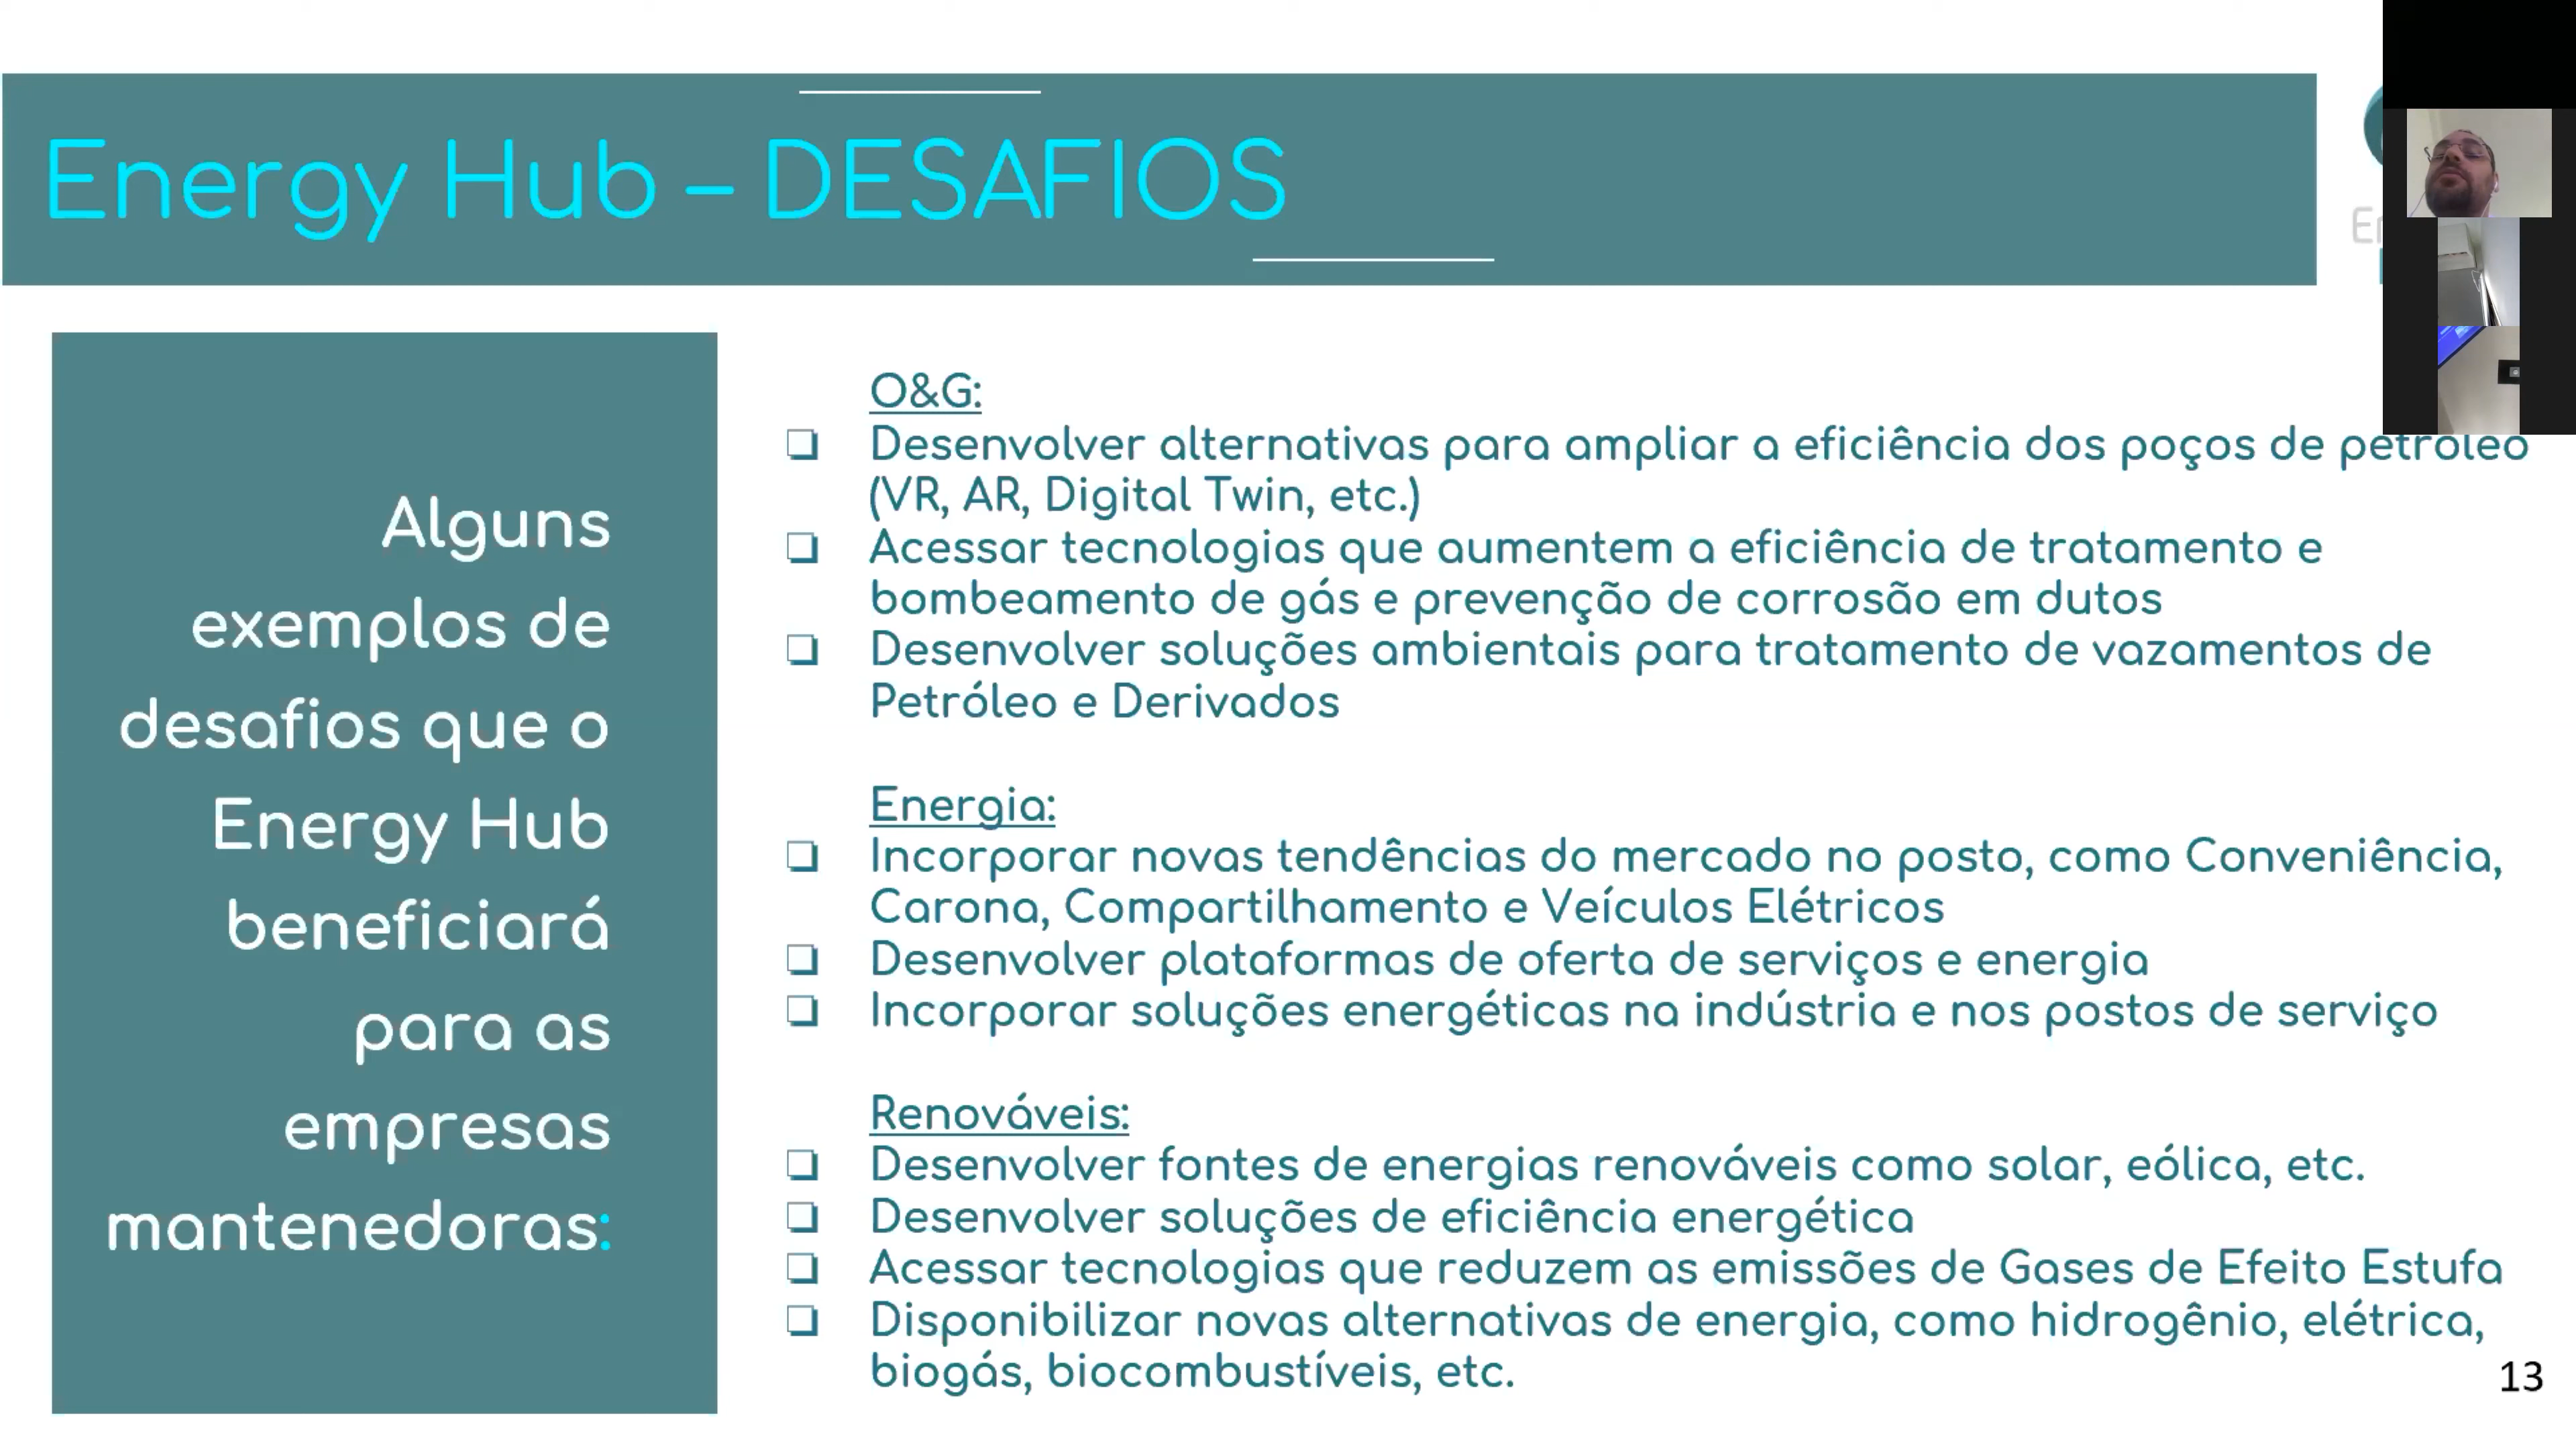 Energy Hub – DESAFIOS
Alguns
exemplos de
desafios que o
Energy Hub
beneficiará
para as
empresas
mantenedoras:
O&G:
❑ Desenvolver alternativas para ampliar a eficiência dos poços de petróleo
(VR, AR, Digital Twin, etc.)
❑ Acessar tecnologias que aumentem a eficiência de tratamento e
bombeamento de gás e prevenção de corrosão em dutos
❑ Desenvolver soluções ambientais para tratamento de vazamentos de
Petróleo e Derivados
Energia:
❑ Incorporar novas tendências do mercado no posto, como Conveniência,
Carona, Compartilhamento e Veículos Elétricos
❑ Desenvolver plataformas de oferta de serviços e energia
❑ Incorporar soluções energéticas na indústria e nos postos de serviço
Renováveis:
❑ Desenvolver fontes de energias renováveis como solar, eólica, etc.
❑ Desenvolver soluções de eficiência energética
❑ Acessar tecnologias que reduzem as emissões de Gases de Efeito Estufa
❑ Disponibilizar novas alternativas de energia, como hidrogênio, elétrica,
biogás, biocombustíveis, etc.
13